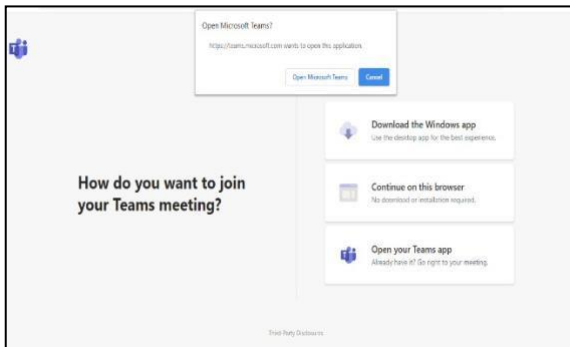 Open Microsoft Teams?
https://teams.microsoft.com wants to open this application.
Open Microsoft Teams
Cancel
How do you want to join
your Teams meeting?
Download the Windows app
Use the desktop app for the best experience.
Continue on this browser
No download or installation required.
Open your Teams app
Already have it? Go right to your meeting.
Third Party Disclosures